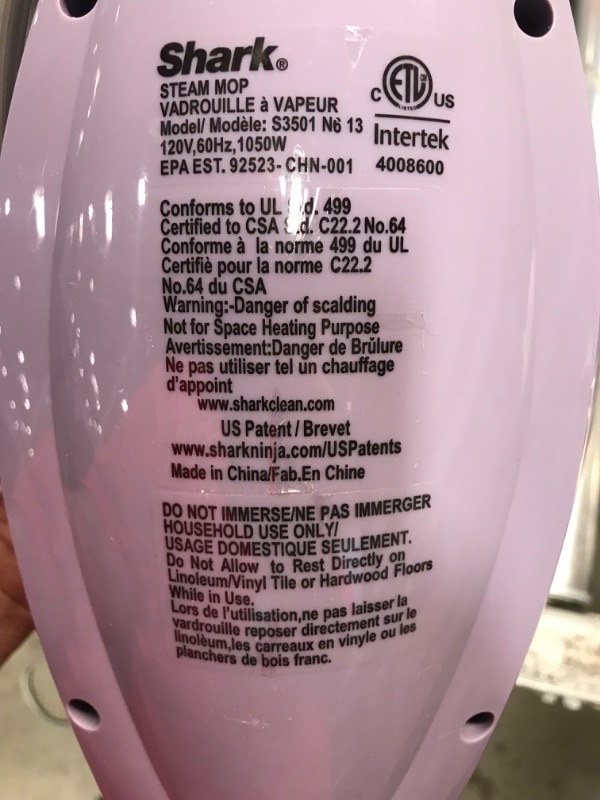 Shark®
STEAM MOP
VADROUILLE à VAPEUR
Model/ Modèle: S3501 N6 13
120V,60Hz,1050W
EPA EST. 92523- CHN-001
C ETL CM US
LISTED
Intertek
4008600
Conforms to UL 499
Certified to CSA C22.2 No.64
Conforme à la norme 499 du UL
Certifiè pour la norme C22.2
No.64 du CSA
Warning:-Danger of scalding
Not for Space Heating Purpose
Avertissement:Danger de Brûlure
Ne pas utiliser tel un chauffage
d'appoint
www.sharkclean.com
US Patent / Brevet
www.sharkninja.com/USPatents
Made in China/Fab.En Chine
DO NOT IMMERSE/NE PAS IMMERGER
HOUSEHOLD USE ONLY/
USAGE DOMESTIQUE SEULEMENT.
Do Not Allow to Rest Directly on
Linoleum/Vinyl Tile or Hardwood Floors
While in Use.
Lors de l'utilisation,ne pas laisser la
vadrouille reposer directement sur le
linolèum,les carreaux en vinyle ou les
planchers de bois franc.